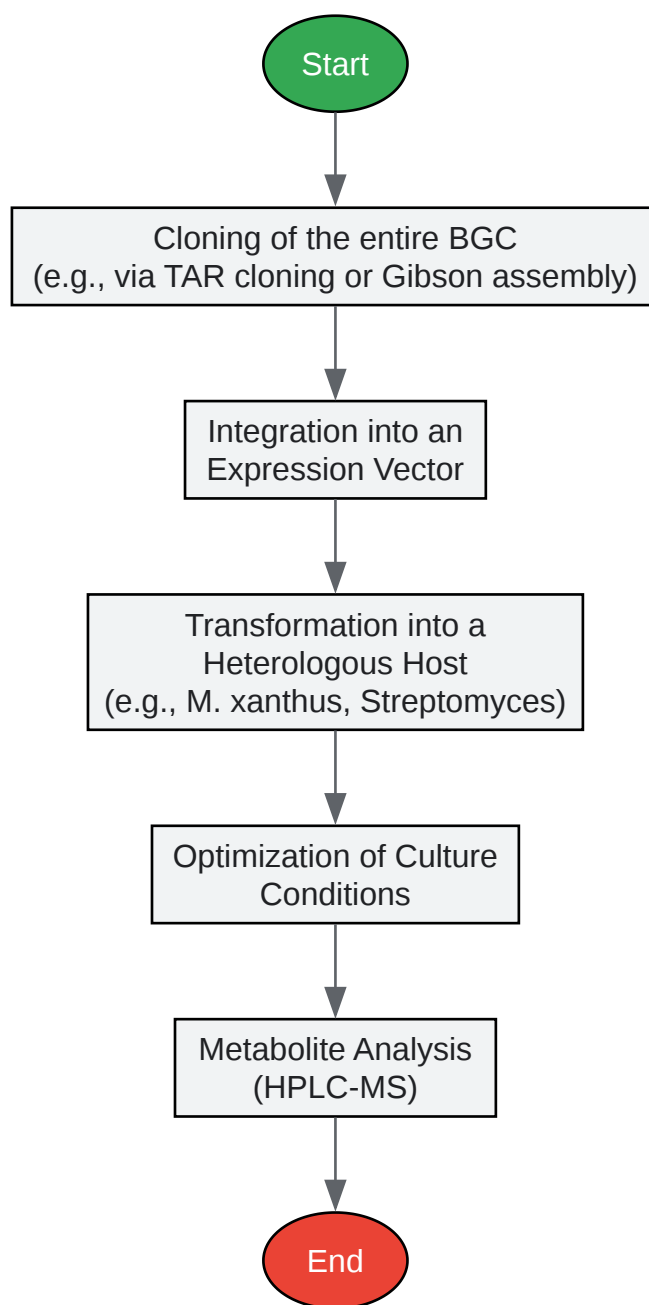 Start
Cloning of the entire BGC
(e.g., via TAR cloning or Gibson assembly)
Integration into an
Expression Vector
Transformation into a
Heterologous Host
(e.g., M. xanthus, Streptomyces)
Optimization of Culture
Conditions
Metabolite Analysis
(HPLC-MS)
End